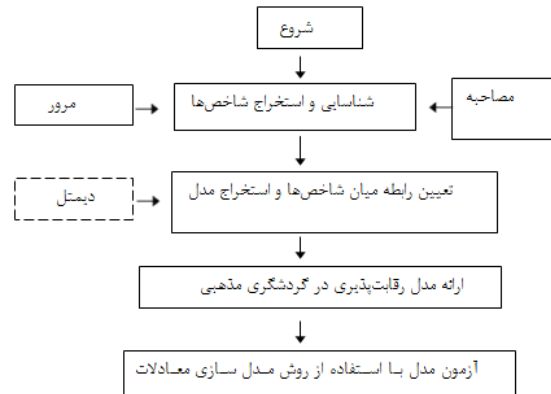 شروع
شناسایی و استخراج شاخص‌ها
مصاحبه
مرور
تعیین رابطه میان شاخص‌ها و استخراج مدل
دیمتل
ارائه مدل رقابت‌پذیری در گردشگری مذهبی
آزمون مدل با استفاده از روش مدل سازی معادلات